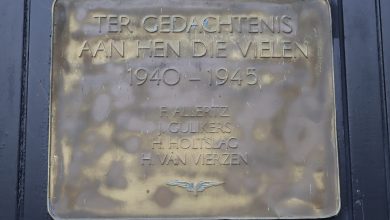 TER GEDACHTENIS
AAN HEN DIE VIELEN
1940 - 1945
F. ALLERTZ
J. GULIKERS
H. HOLTSLAG
H. VAN VIERZEN